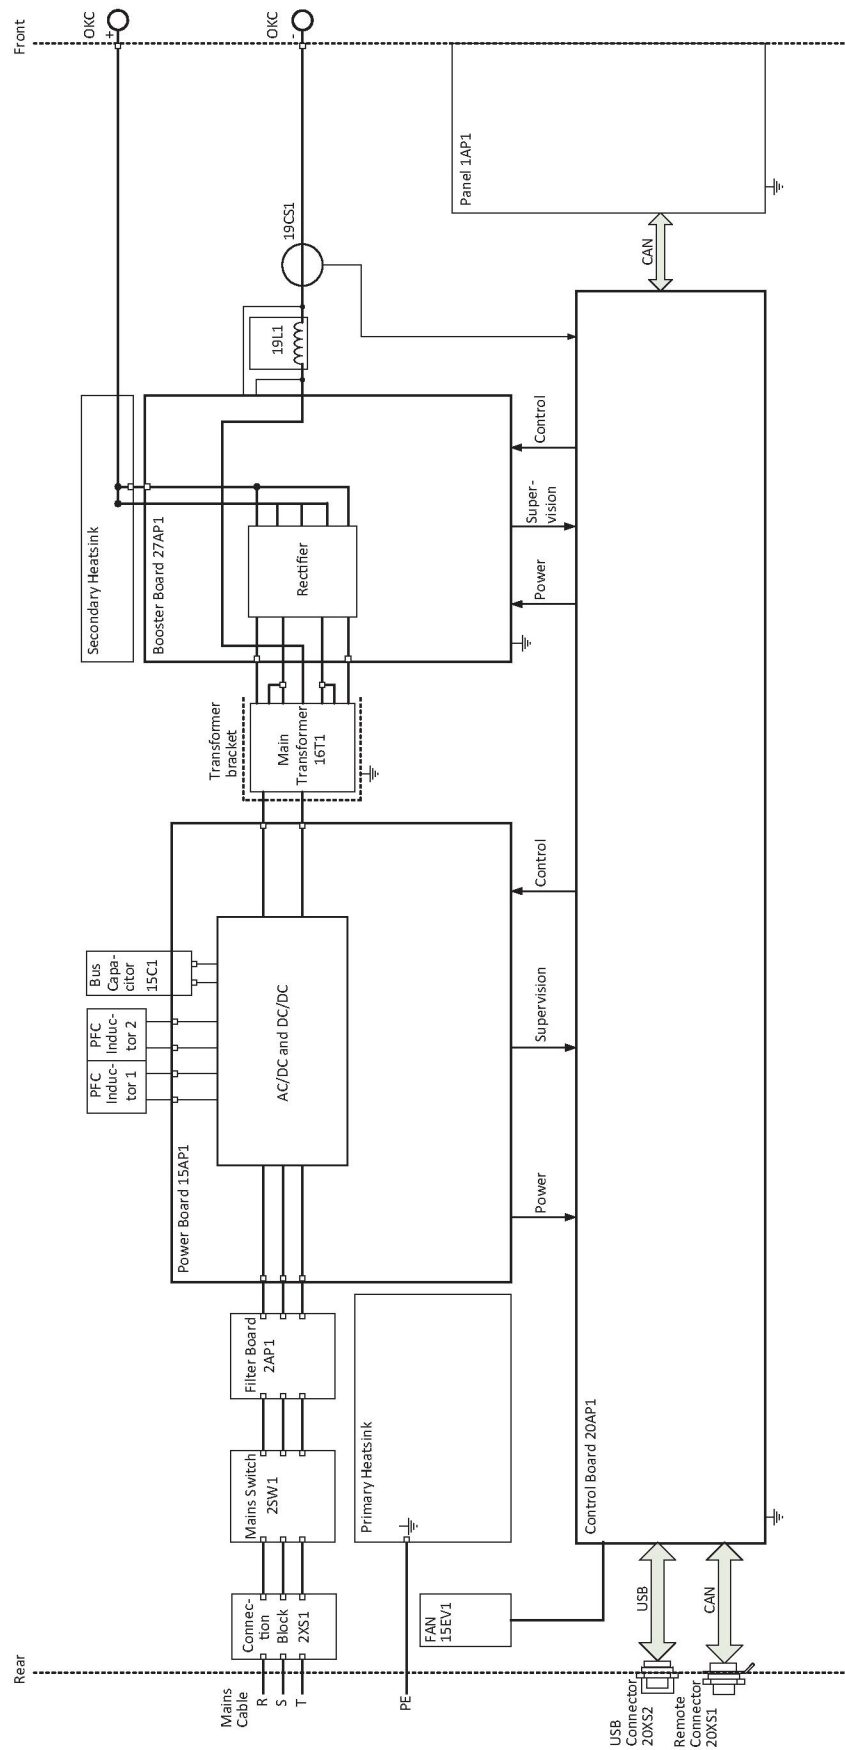 Rear
Front
Mains
Cable
R
S
T
PE
Connec-
tion
Block
2XS1
Mains Switch
2SW1
Filter Board
2AP1
Power Board 15AP1
PFC
Induc-
tor 1
PFC
Induc-
tor 2
Bus
Capa-
citor
15C1
AC/DC and DC/DC
Transformer
bracket
Main
Transformer
16T1
Secondary Heatsink
Booster Board 27AP1
Rectifier
19L1
19CS1
OKC
+
OKC
-
Primary Heatsink
FAN
15EV1
Power
Supervision
Control
Power
Super-
vision
Control
Control Board 20AP1
CAN
Panel 1AP1
USB
CAN
USB
Connector
20XS2
Remote
Connector
20XS1